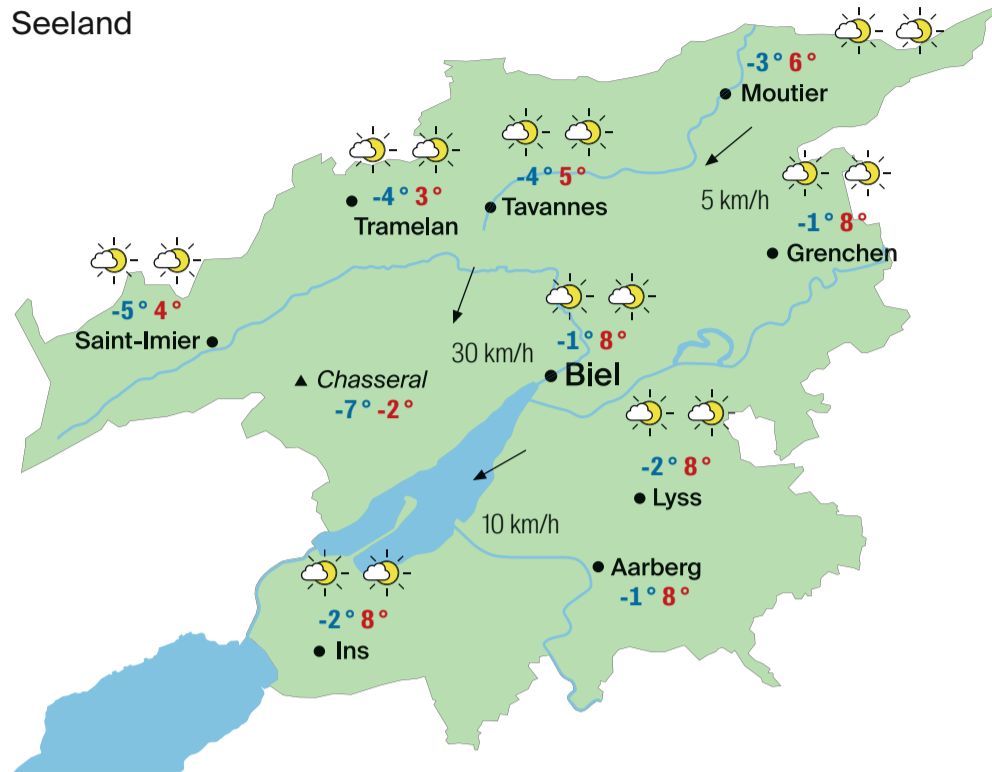 Seeland
-3° 6°
Moutier
-4° 5°
Tavannes
5 km/h
-4° 3°
Tramelan
-1° 8°
Grenchen
-5° 4°
Saint-Imier
-1° 8°
Biel
30 km/h
Chasseral
-7° -2°
-2° 8°
Lyss
10 km/h
Aarberg
-1° 8°
-2° 8°
Ins